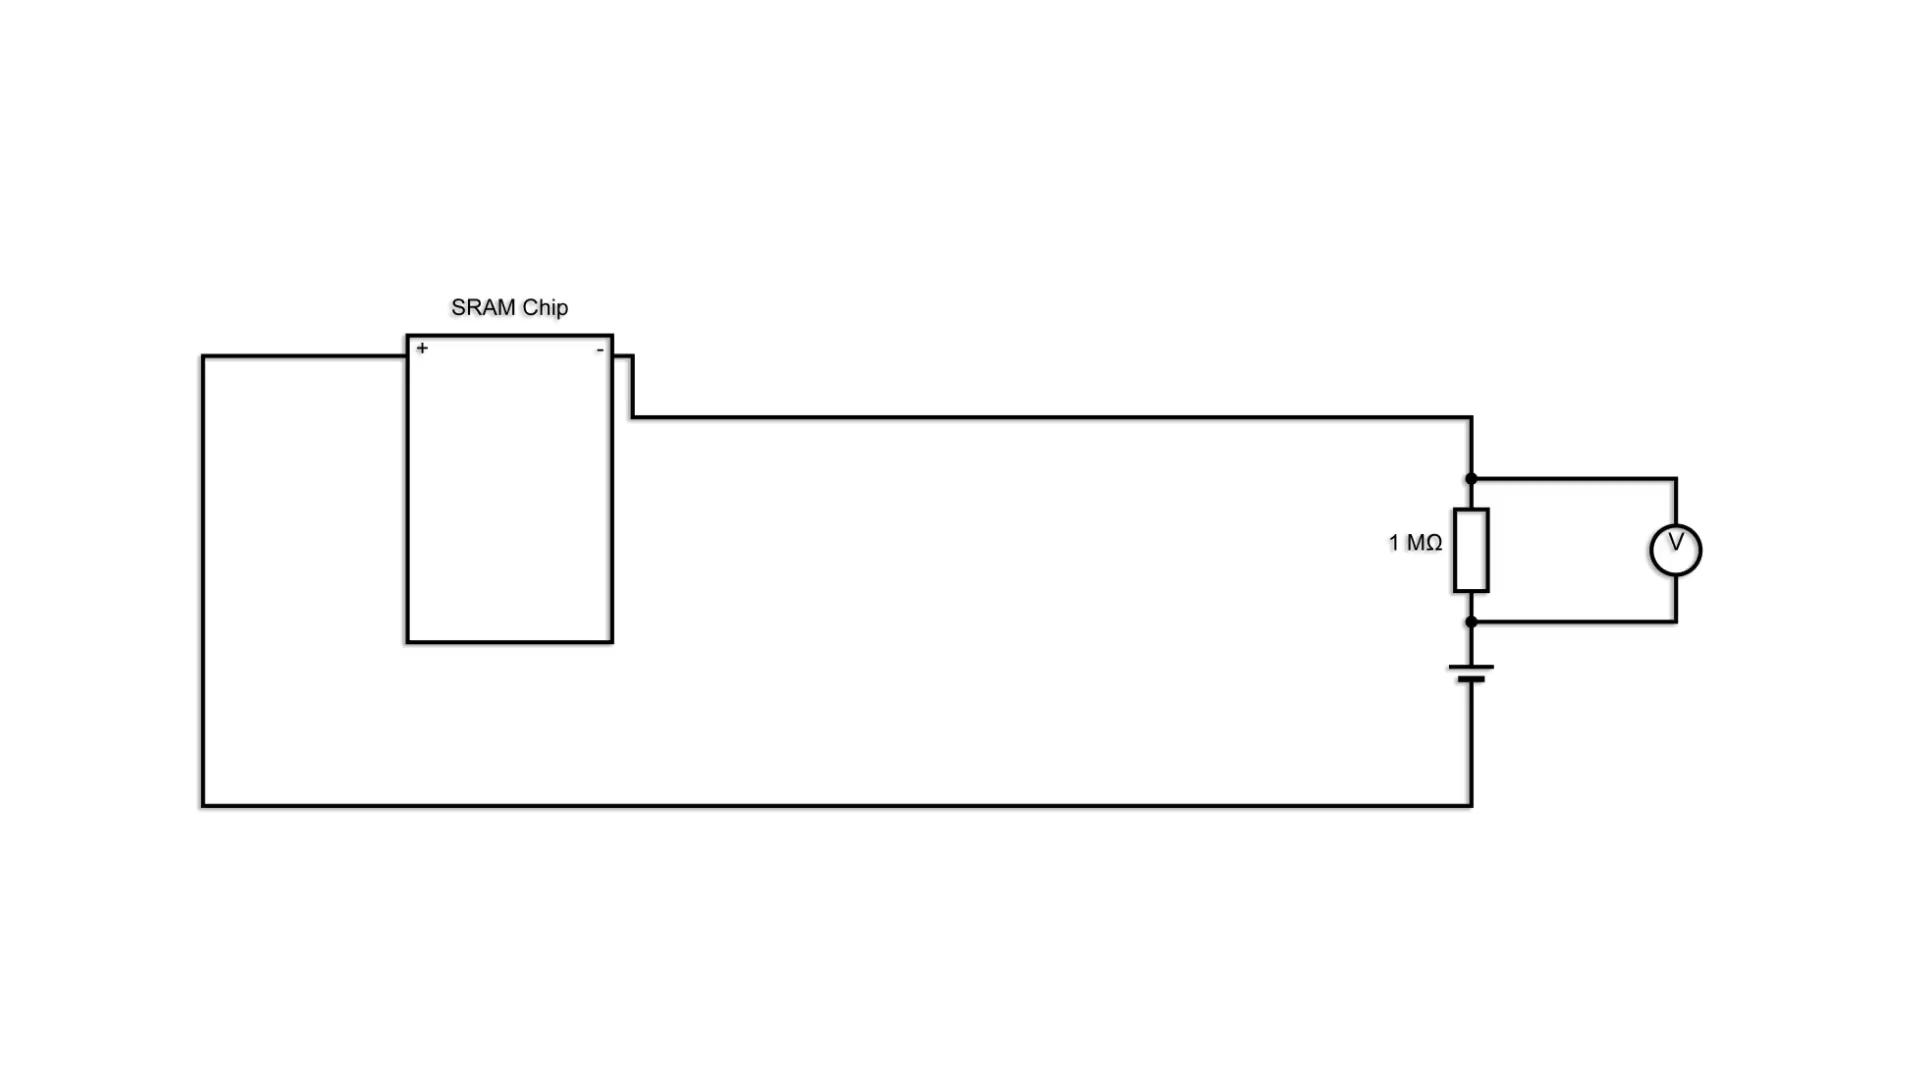 SRAM Chip
+ -
1 MΩ
V